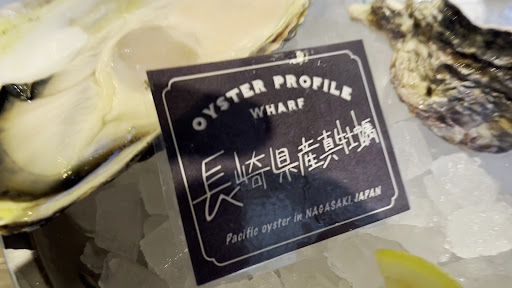 OYSTER PROFILE
WHARF
長崎県産真牡蠣
Pacific oyster in NAGASAKI JAPAN